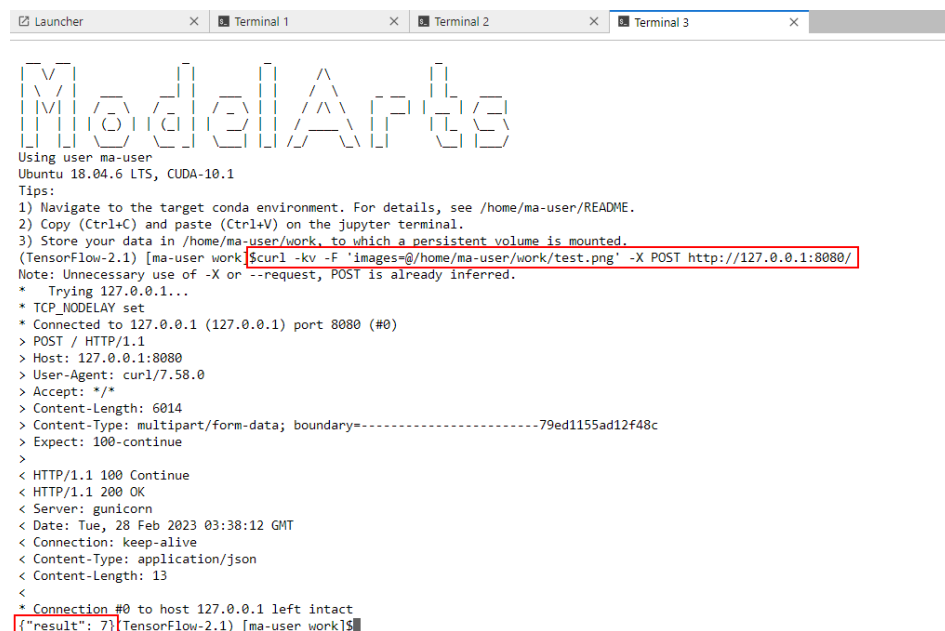 Launcher
Terminal 1
Terminal 2
Terminal 3
ModelArts
Using user ma-user
Ubuntu 18.04.6 LTS, CUDA-10.1
Tips:
1) Navigate to the target conda environment. For details, see /home/ma-user/README.
2) Copy (Ctrl+C) and paste (Ctrl+V) on the jupyter terminal.
3) Store your data in /home/ma-user/work, to which a persistent volume is mounted.
(TensorFlow-2.1) [ma-user work]$curl -kv -F 'images=@/home/ma-user/work/test.png' -X POST http://127.0.0.1:8080/
Note: Unnecessary use of -X or --request, POST is already inferred.
*   Trying 127.0.0.1...
* TCP_NODELAY set
* Connected to 127.0.0.1 (127.0.0.1) port 8080 (#0)
> POST / HTTP/1.1
> Host: 127.0.0.1:8080
> User-Agent: curl/7.58.0
> Accept: */*
> Content-Length: 6014
> Content-Type: multipart/form-data; boundary=------------------------79ed1155ad12f48c
> Expect: 100-continue
>
< HTTP/1.1 100 Continue
< HTTP/1.1 200 OK
< Server: gunicorn
< Date: Tue, 28 Feb 2023 03:38:12 GMT
< Connection: keep-alive
< Content-Type: application/json
< Content-Length: 13
<
* Connection #0 to host 127.0.0.1 left intact
{"result": 7}(TensorFlow-2.1) [ma-user work]$